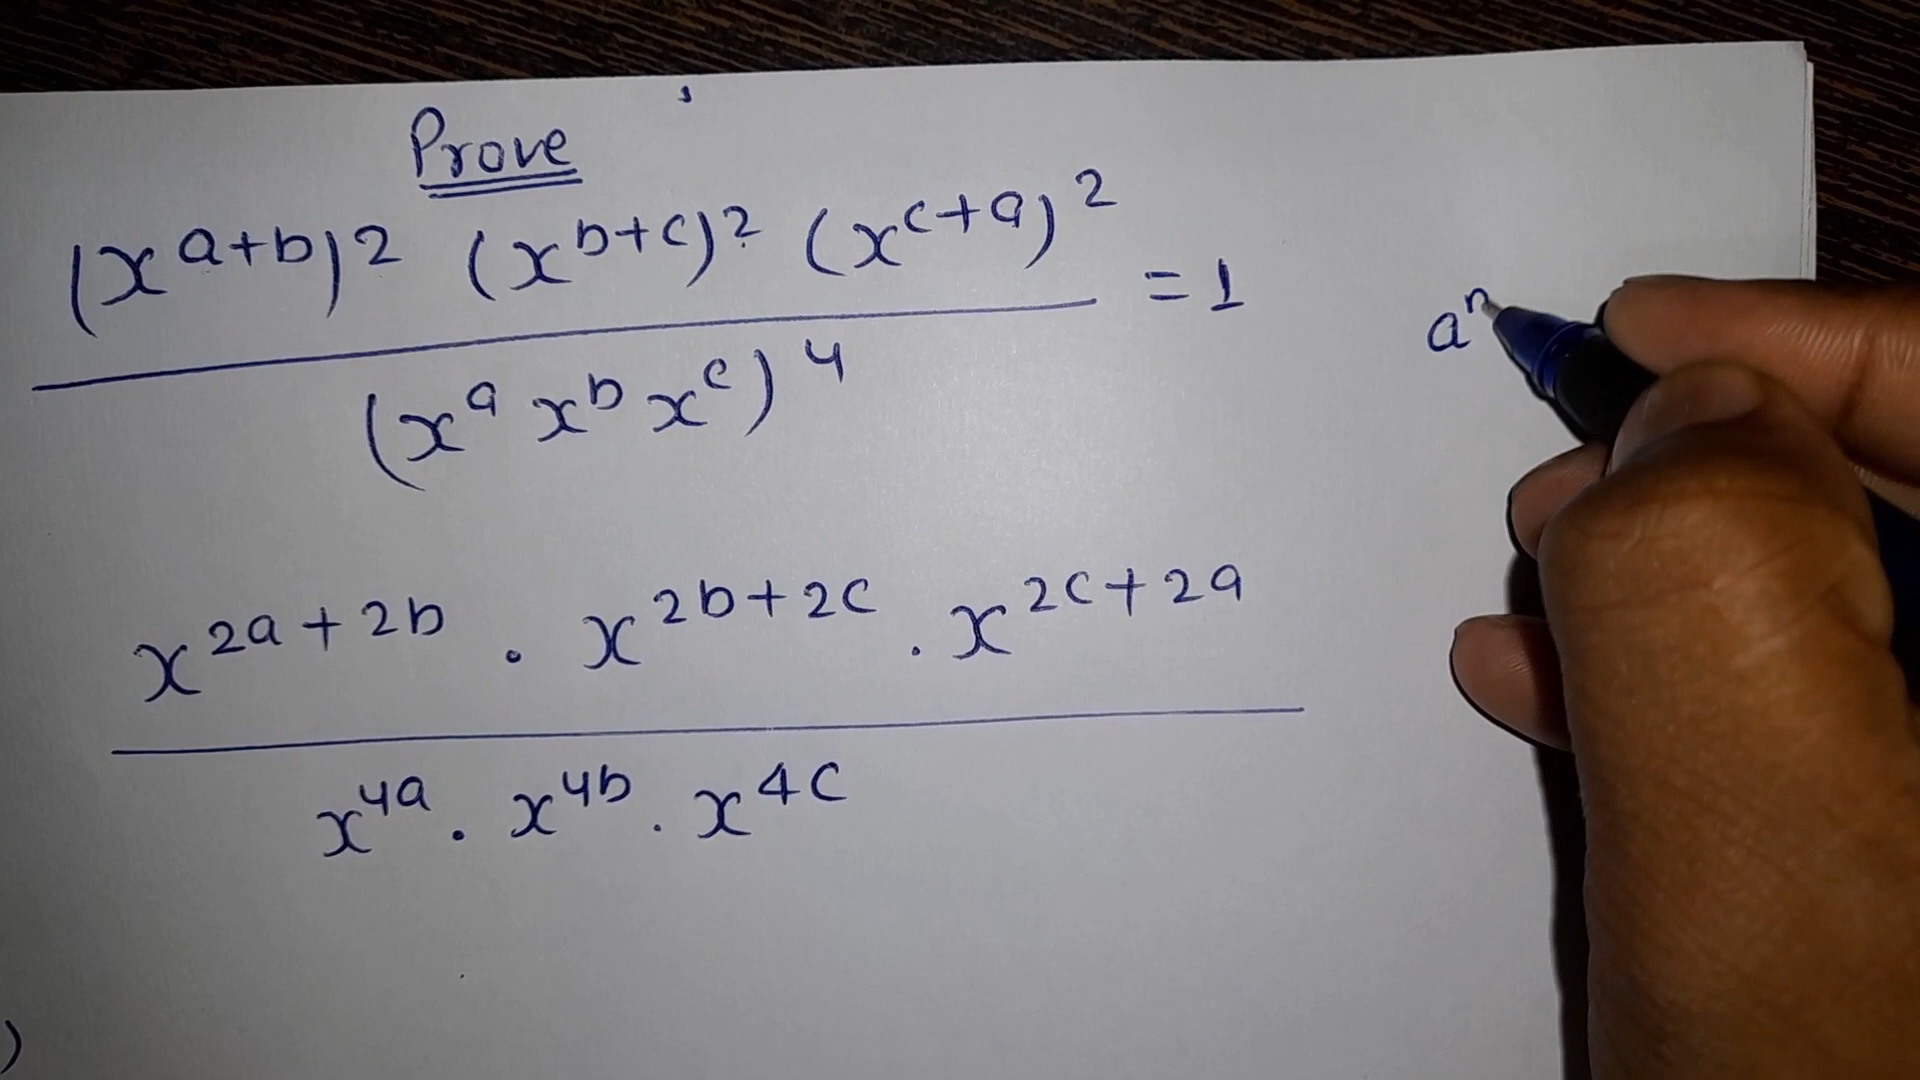 Prove
(x^{a+b})^2 (x^{b+c})^2 (x^{c+a})^2
= 1
(x^a x^b x^c)^4
a^n
x^{2a+2b} . x^{2b+2c} . x^{2c+2a}
x^{4a} . x^{4b} . x^{4c}
)